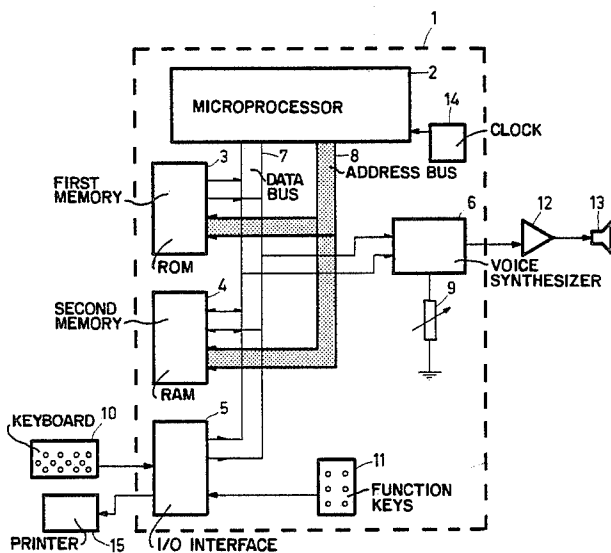 1
2
MICROPROCESSOR
14
CLOCK
3
7
8
FIRST MEMORY
DATA BUS
ADDRESS BUS
ROM
6
12
13
VOICE SYNTHESIZER
4
SECOND MEMORY
9
RAM
KEYBOARD
10
5
11
FUNCTION KEYS
PRINTER
15
I/O INTERFACE